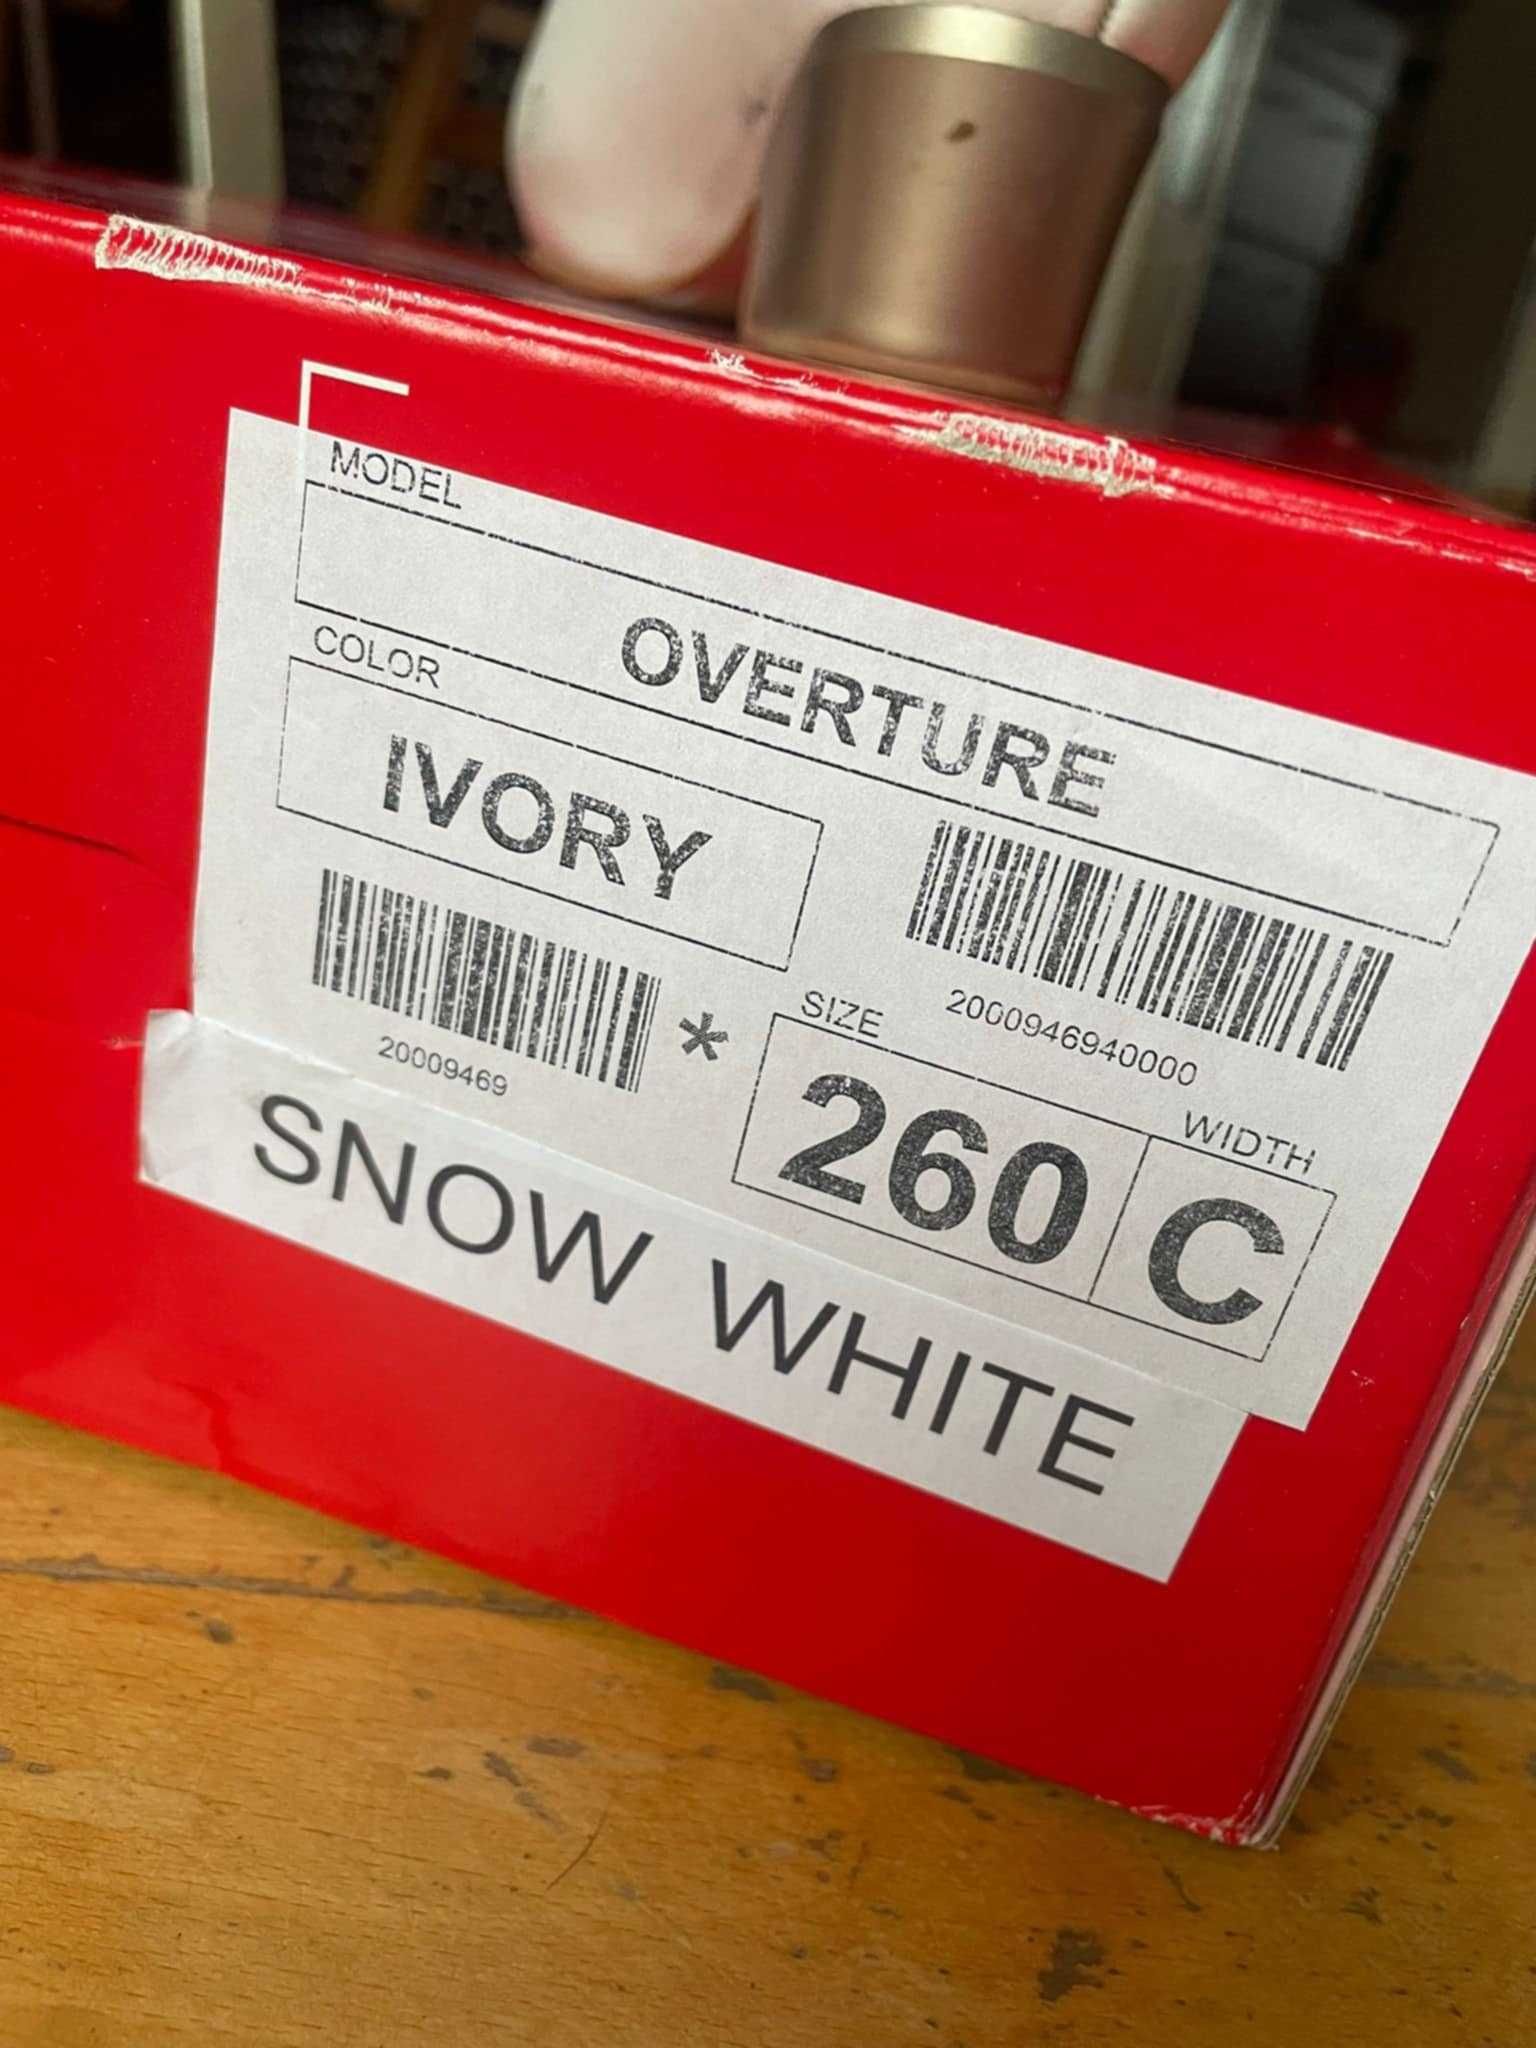 MODEL
OVERTURE
COLOR
IVORY
20009469
*
2000946940000
SIZE
WIDTH
260 C
SNOW WHITE